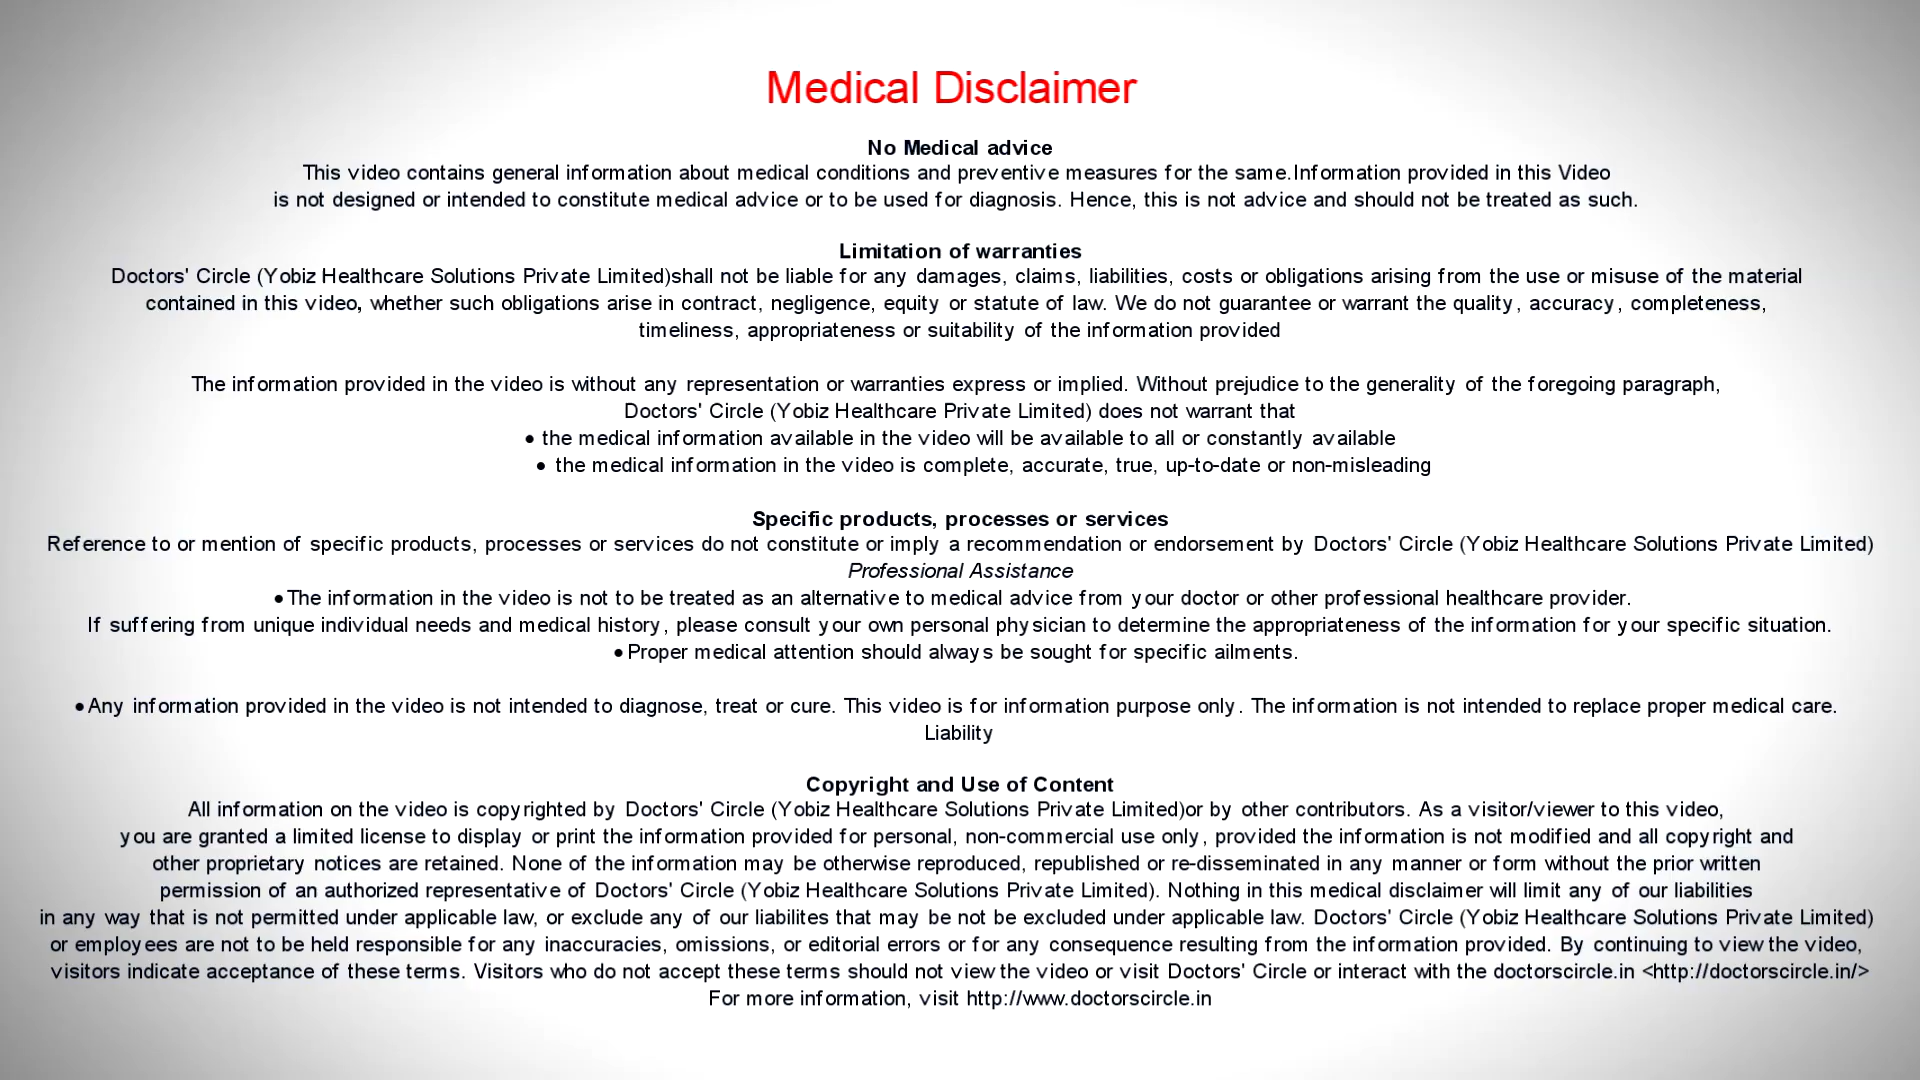 Medical Disclaimer
No Medical advice
This video contains general information about medical conditions and preventive measures for the same.Information provided in this Video
is not designed or intended to constitute medical advice or to be used for diagnosis. Hence, this is not advice and should not be treated as such.
Limitation of warranties
Doctors' Circle (Yobiz Healthcare Solutions Private Limited)shall not be liable for any damages, claims, liabilities, costs or obligations arising from the use or misuse of the material
contained in this video, whether such obligations arise in contract, negligence, equity or statute of law. We do not guarantee or warrant the quality, accuracy, completeness,
timeliness, appropriateness or suitability of the information provided
The information provided in the video is without any representation or warranties express or implied. Without prejudice to the generality of the foregoing paragraph,
Doctors' Circle (Yobiz Healthcare Private Limited) does not warrant that
• the medical information available in the video will be available to all or constantly available
• the medical information in the video is complete, accurate, true, up-to-date or non-misleading
Specific products, processes or services
Reference to or mention of specific products, processes or services do not constitute or imply a recommendation or endorsement by Doctors' Circle (Yobiz Healthcare Solutions Private Limited)
Professional Assistance
•The information in the video is not to be treated as an alternative to medical advice from your doctor or other professional healthcare provider.
If suffering from unique individual needs and medical history, please consult your own personal physician to determine the appropriateness of the information for your specific situation.
•Proper medical attention should always be sought for specific ailments.
•Any information provided in the video is not intended to diagnose, treat or cure. This video is for information purpose only. The information is not intended to replace proper medical care.
Liability
Copyright and Use of Content
All information on the video is copyrighted by Doctors' Circle (Yobiz Healthcare Solutions Private Limited)or by other contributors. As a visitor/viewer to this video,
you are granted a limited license to display or print the information provided for personal, non-commercial use only, provided the information is not modified and all copyright and
other proprietary notices are retained. None of the information may be otherwise reproduced, republished or re-disseminated in any manner or form without the prior written
permission of an authorized representative of Doctors' Circle (Yobiz Healthcare Solutions Private Limited). Nothing in this medical disclaimer will limit any of our liabilities
in any way that is not permitted under applicable law, or exclude any of our liabilites that may be not be excluded under applicable law. Doctors' Circle (Yobiz Healthcare Solutions Private Limited)
or employees are not to be held responsible for any inaccuracies, omissions, or editorial errors or for any consequence resulting from the information provided. By continuing to view the video,
visitors indicate acceptance of these terms. Visitors who do not accept these terms should not view the video or visit Doctors' Circle or interact with the doctorscircle.in <http://doctorscircle.in/>
For more information, visit http://www.doctorscircle.in